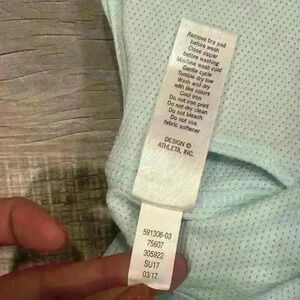 Remove bra pad
before wash
Close zipper
before washing
Machine wash cold
Gentle cycle
Tumble dry low
Wash and dry
with like colors
Cool iron
Do not iron print
Do not dry clean
Do not bleach
Do not use
fabric softener
DESIGN ©
ATHLETA, INC.
591306-03
75607
305922
SU17
03/17